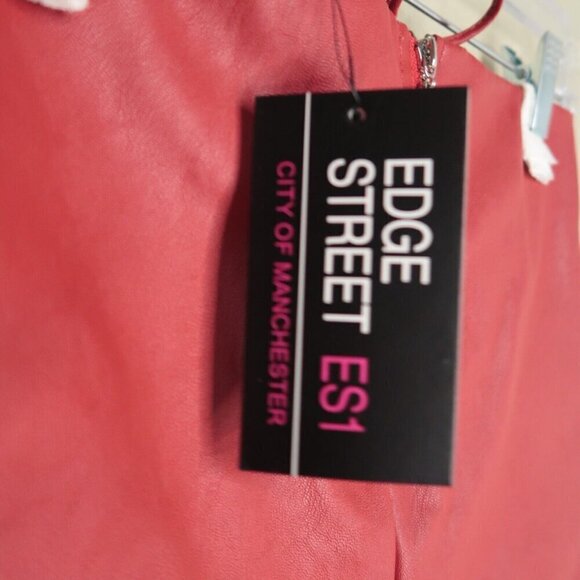 EDGE
STREET ES1
CITY OF MANCHESTER